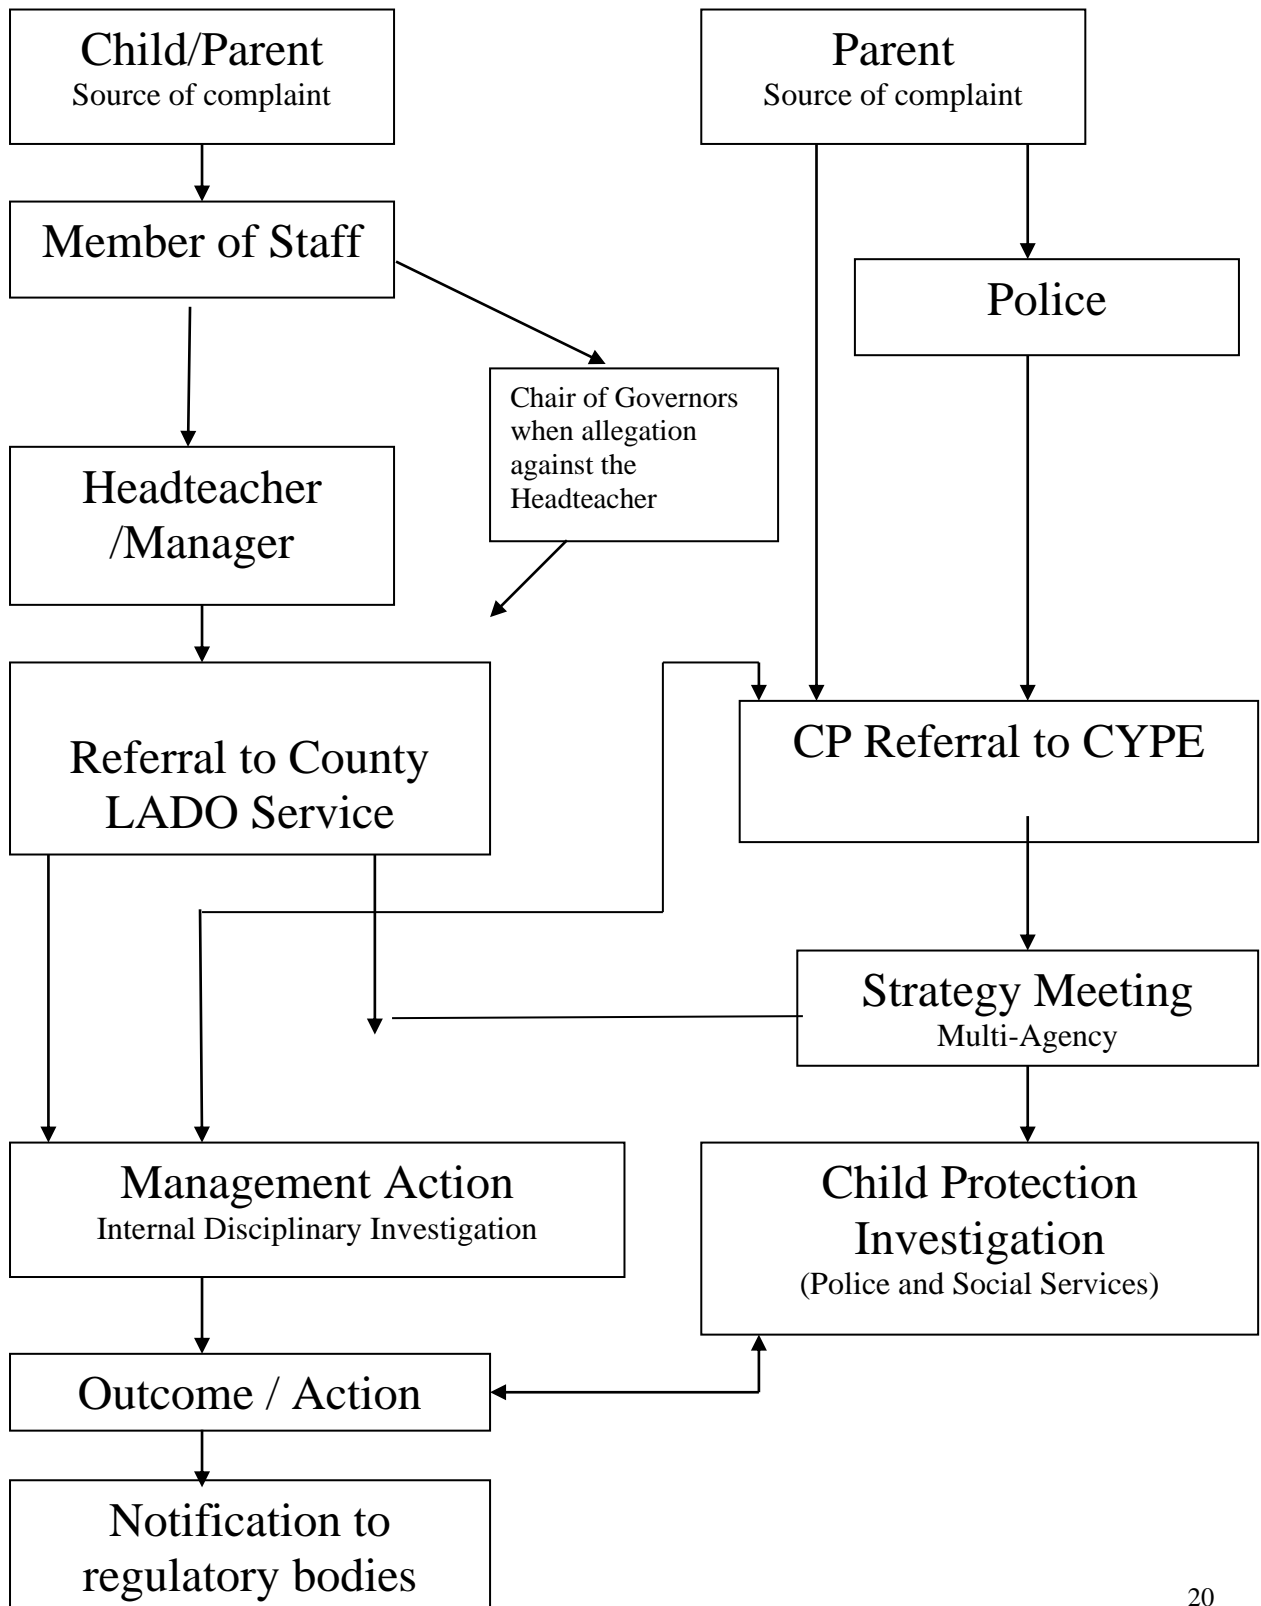 Child/Parent
Source of complaint
Parent
Source of complaint
Member of Staff
Police
Chair of Governors
when allegation
against the
Headteacher
Headteacher
/Manager
Referral to County
LADO Service
CP Referral to CYPE
Strategy Meeting
Multi-Agency
Management Action
Internal Disciplinary Investigation
Child Protection
Investigation
(Police and Social Services)
Outcome / Action
Notification to
regulatory bodies
20